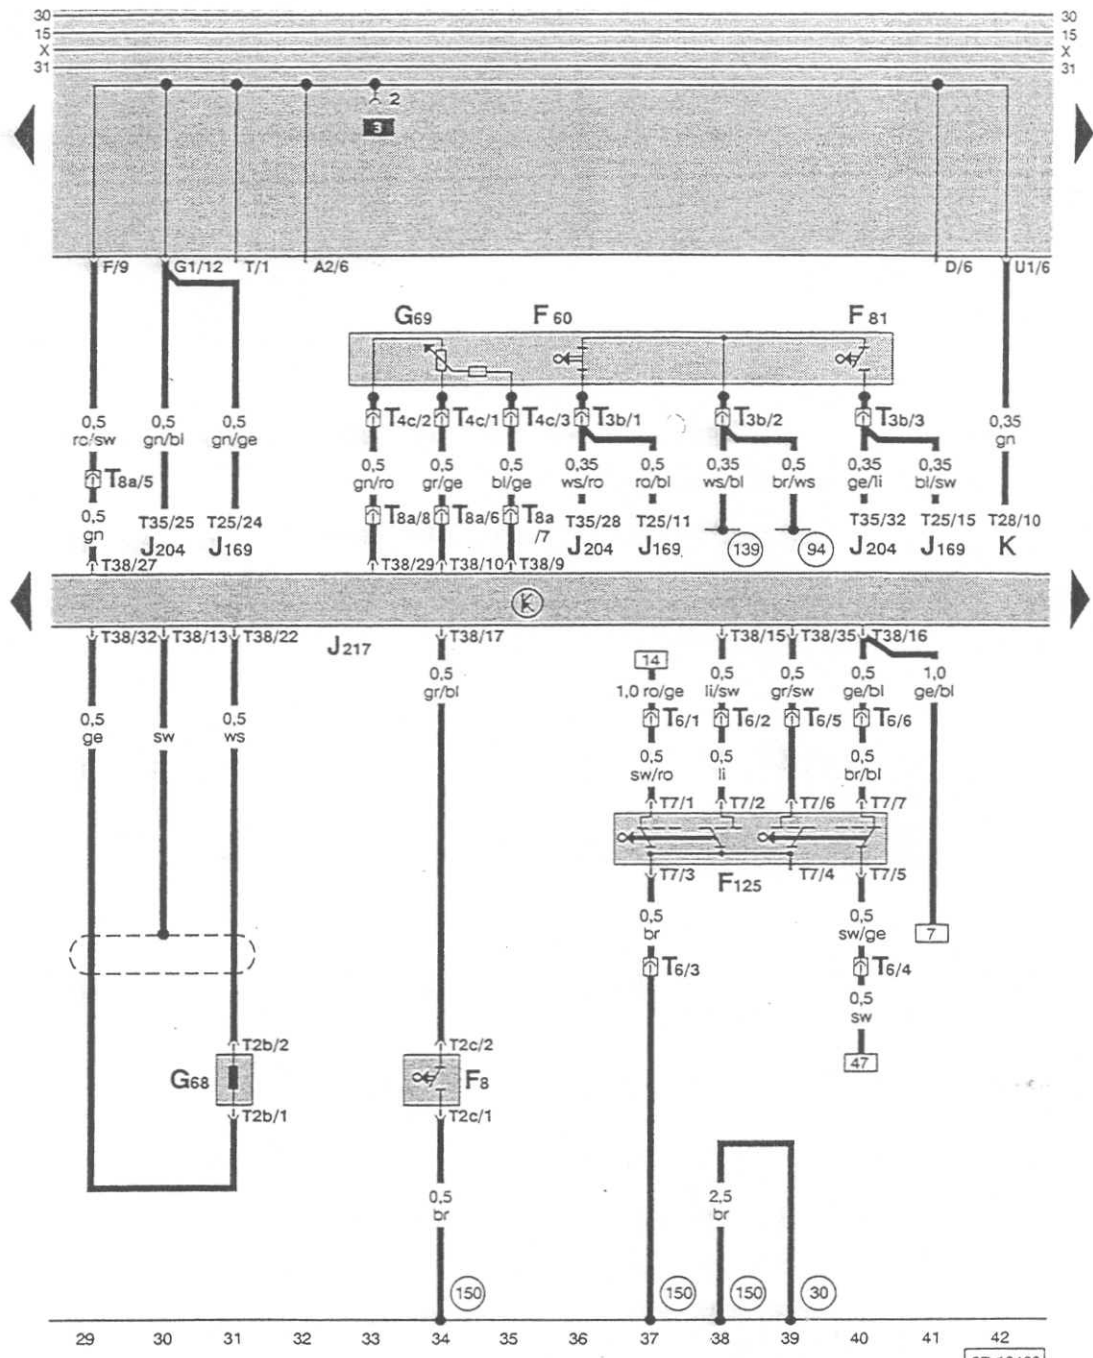 30 30
15 15
X X
31 31
2
3
F/9 G1/12 T/1 A2/6 D/6 U1/6
G69 F 60 F 81
T4c/2 T4c/1 T4c/3 T3b/1 T3b/2 T3b/3
0,5 0,5 0,5 0,35
ro/sw gn/bl gn/ge gn
0,5 0,5 0,5 0,35 0,5 0,35 0,5 0,35 0,35
gn/ro gr/ge bl/ge ws/ro ro/bl ws/bl br/ws ge/li bl/sw
T8a/5
T8a/8 T8a/6 T8a/7
0,5
gn
T35/25 T25/24 T35/28 T25/11 T35/32 T25/15 T28/10
J204 J169 J204 J169 139 94 J204 J169 K
T38/27 T38/29 T38/10 T38/9
T38/32 T38/13 T38/22 J217 T38/17 T38/15 T38/35 T38/16
14
0,5 0,5 0,5 0,5 1,0
gr/bl 1,0 ro/ge li/sw gr/sw ge/bl ge/bl
0,5 0,5
ge sw ws
T6/1 T6/2 T6/5 T6/6
0,5 0,5 0,5
sw/ro li br/bl
T7/1 T7/2 T7/6 T7/7
T7/3 F125 T7/4 T7/5
0,5 0,5
br sw/ge
7
T6/3 T6/4
0,5
sw
47
T2b/2 T2c/2
G68 F8
T2b/1 T2c/1
0,5 2,5
br br
150 150 150 30
29 30 31 32 33 34 35 36 37 38 39 40 41 42